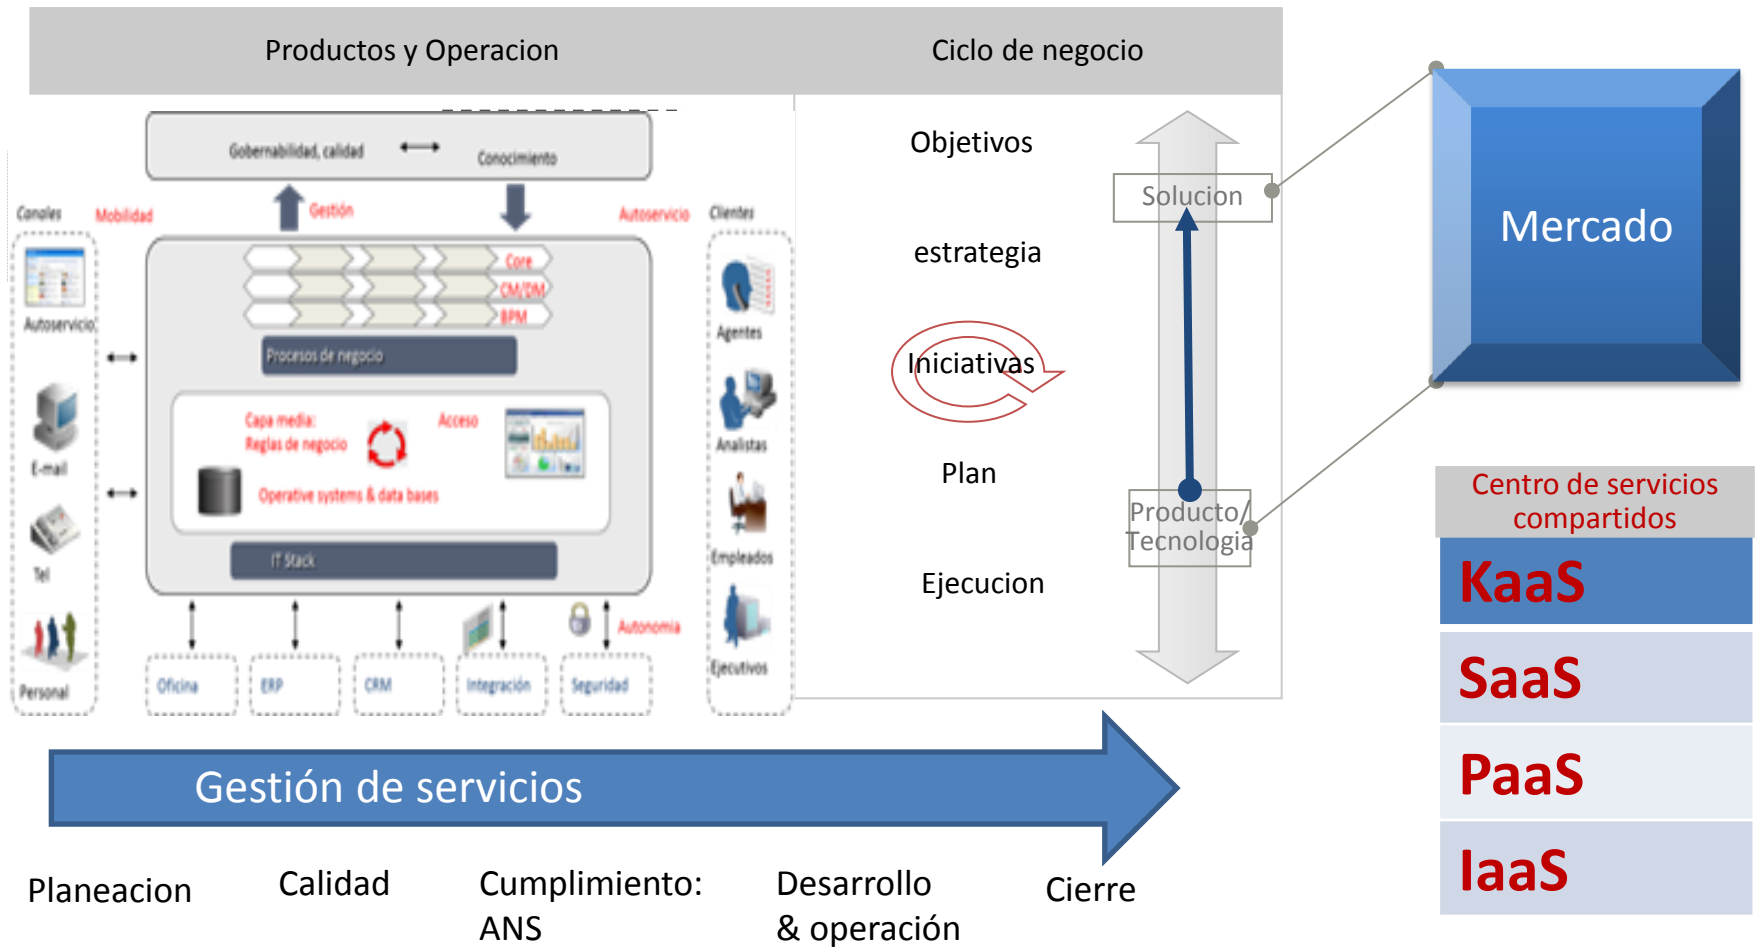 Productos y Operacion
Ciclo de negocio
Gobernabilidad, calidad
Conocimiento
Canales
Mobilidad
Gestión
Autoservicio
Clientes
Core
CM/DM
BPM
Autoservicio
Agentes
Procesos de negocio
Capa media:
Reglas de negocio
Acceso
E-mail
Analistas
Operative systems & data bases
IT Stack
Tel
Empleados
Autonomia
Personal
Oficina
ERP
CRM
Integración
Seguridad
Ejecutivos
Objetivos
Solucion
estrategia
Iniciativas
Plan
Producto/
Tecnologia
Ejecucion
Mercado
Centro de servicios
compartidos
KaaS
SaaS
PaaS
IaaS
Gestión de servicios
Planeacion
Calidad
Cumplimiento:
ANS
Desarrollo
& operación
Cierre